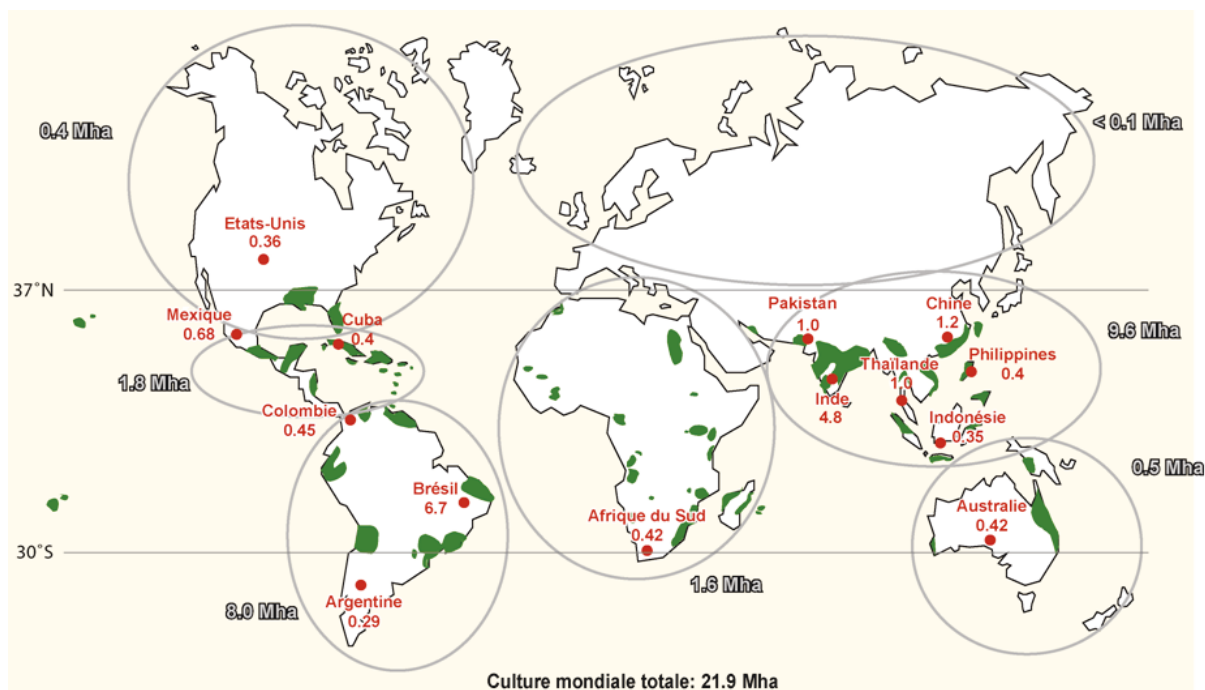 0.4 Mha
< 0.1 Mha
Etats-Unis
0.36
37°N
Mexique
0.68
Cuba
0.4
Pakistan
1.0
Chine
1.2
9.6 Mha
1.8 Mha
Thaïlande
1.0
Philippines
0.4
Inde
4.8
Colombie
0.45
Indonésie
0.35
0.5 Mha
Brésil
6.7
Afrique du Sud
0.42
Australie
0.42
30°S
1.6 Mha
8.0 Mha
Argentine
0.29
Culture mondiale totale: 21.9 Mha